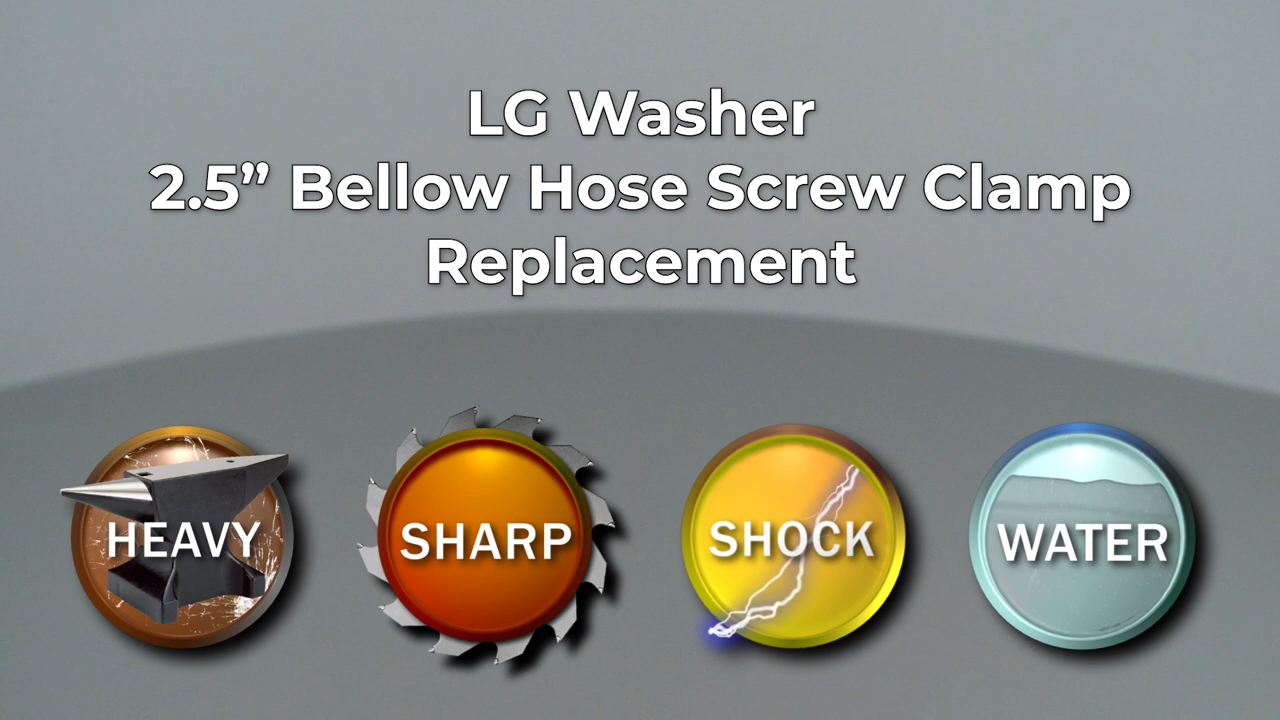 LG Washer
2.5” Bellow Hose Screw Clamp
Replacement
HEAVY
SHARP
SHOCK
WATER